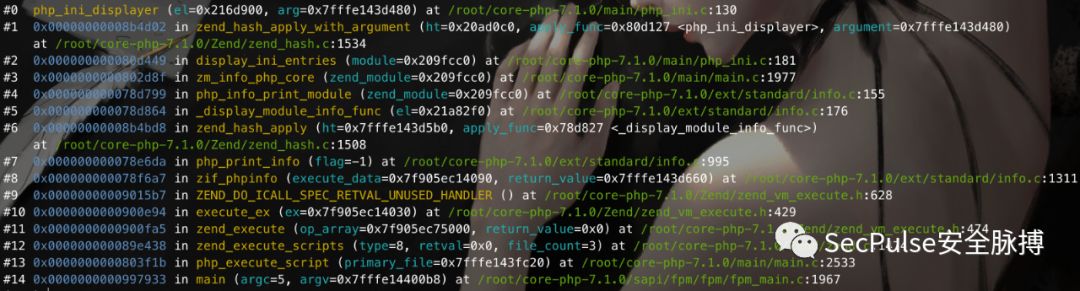 #0 php_ini_displayer (el=0x216d900, arg=0x7fffe143d480) at /root/core-php-7.1.0/main/php_ini.c:130
#1 0x00000000008b4d02 in zend_hash_apply_with_argument (ht=0x20ad0c0, apply_func=0x80d127 <php_ini_displayer>, argument=0x7fffe143d480)
at /root/core-php-7.1.0/Zend/zend_hash.c:1534
#2 0x000000000080d449 in display_ini_entries (module=0x209fcc0) at /root/core-php-7.1.0/main/php_ini.c:181
#3 0x0000000000802d8f in zm_info_php_core (zend_module=0x209fcc0) at /root/core-php-7.1.0/main/main.c:1977
#4 0x000000000078d799 in php_info_print_module (zend_module=0x209fcc0) at /root/core-php-7.1.0/ext/standard/info.c:155
#5 0x000000000078d864 in _display_module_info_func (el=0x21a82f0) at /root/core-php-7.1.0/ext/standard/info.c:176
#6 0x00000000008b4bd8 in zend_hash_apply (ht=0x7fffe143d5b0, apply_func=0x78d827 <_display_module_info_func>)
at /root/core-php-7.1.0/Zend/zend_hash.c:1508
#7 0x000000000078e6da in php_print_info (flag=-1) at /root/core-php-7.1.0/ext/standard/info.c:995
#8 0x000000000078f6a7 in zif_phpinfo (execute_data=0x7f905ec14090, return_value=0x7fffe143d660) at /root/core-php-7.1.0/ext/standard/info.c:1311
#9 0x00000000009015b7 in ZEND_DO_ICALL_SPEC_RETVAL_UNUSED_HANDLER () at /root/core-php-7.1.0/Zend/zend_vm_execute.h:628
#10 0x0000000000900e94 in execute_ex (ex=0x7f905ec14030) at /root/core-php-7.1.0/Zend/zend_vm_execute.h:429
#11 0x0000000000900fa5 in zend_execute (op_array=0x7f905ec75000, return_value=0x0) at /root/core-php-7.1.0/Zend/zend_vm_execute.h:474
#12 0x000000000089e438 in zend_execute_scripts (type=8, retval=0x0, file_count=3) at /root/core-php-7.1.0/Zend/
#13 0x0000000000803f1b in php_execute_script (primary_file=0x7fffe143fc20) at /root/core-php-7.1.0/main/main.c:2533
#14 0x0000000000997933 in main (argc=5, argv=0x7fffe14400b8) at /root/core-php-7.1.0/sapi/fpm/fpm/fpm_main.c:1967
SecPulse安全脉搏